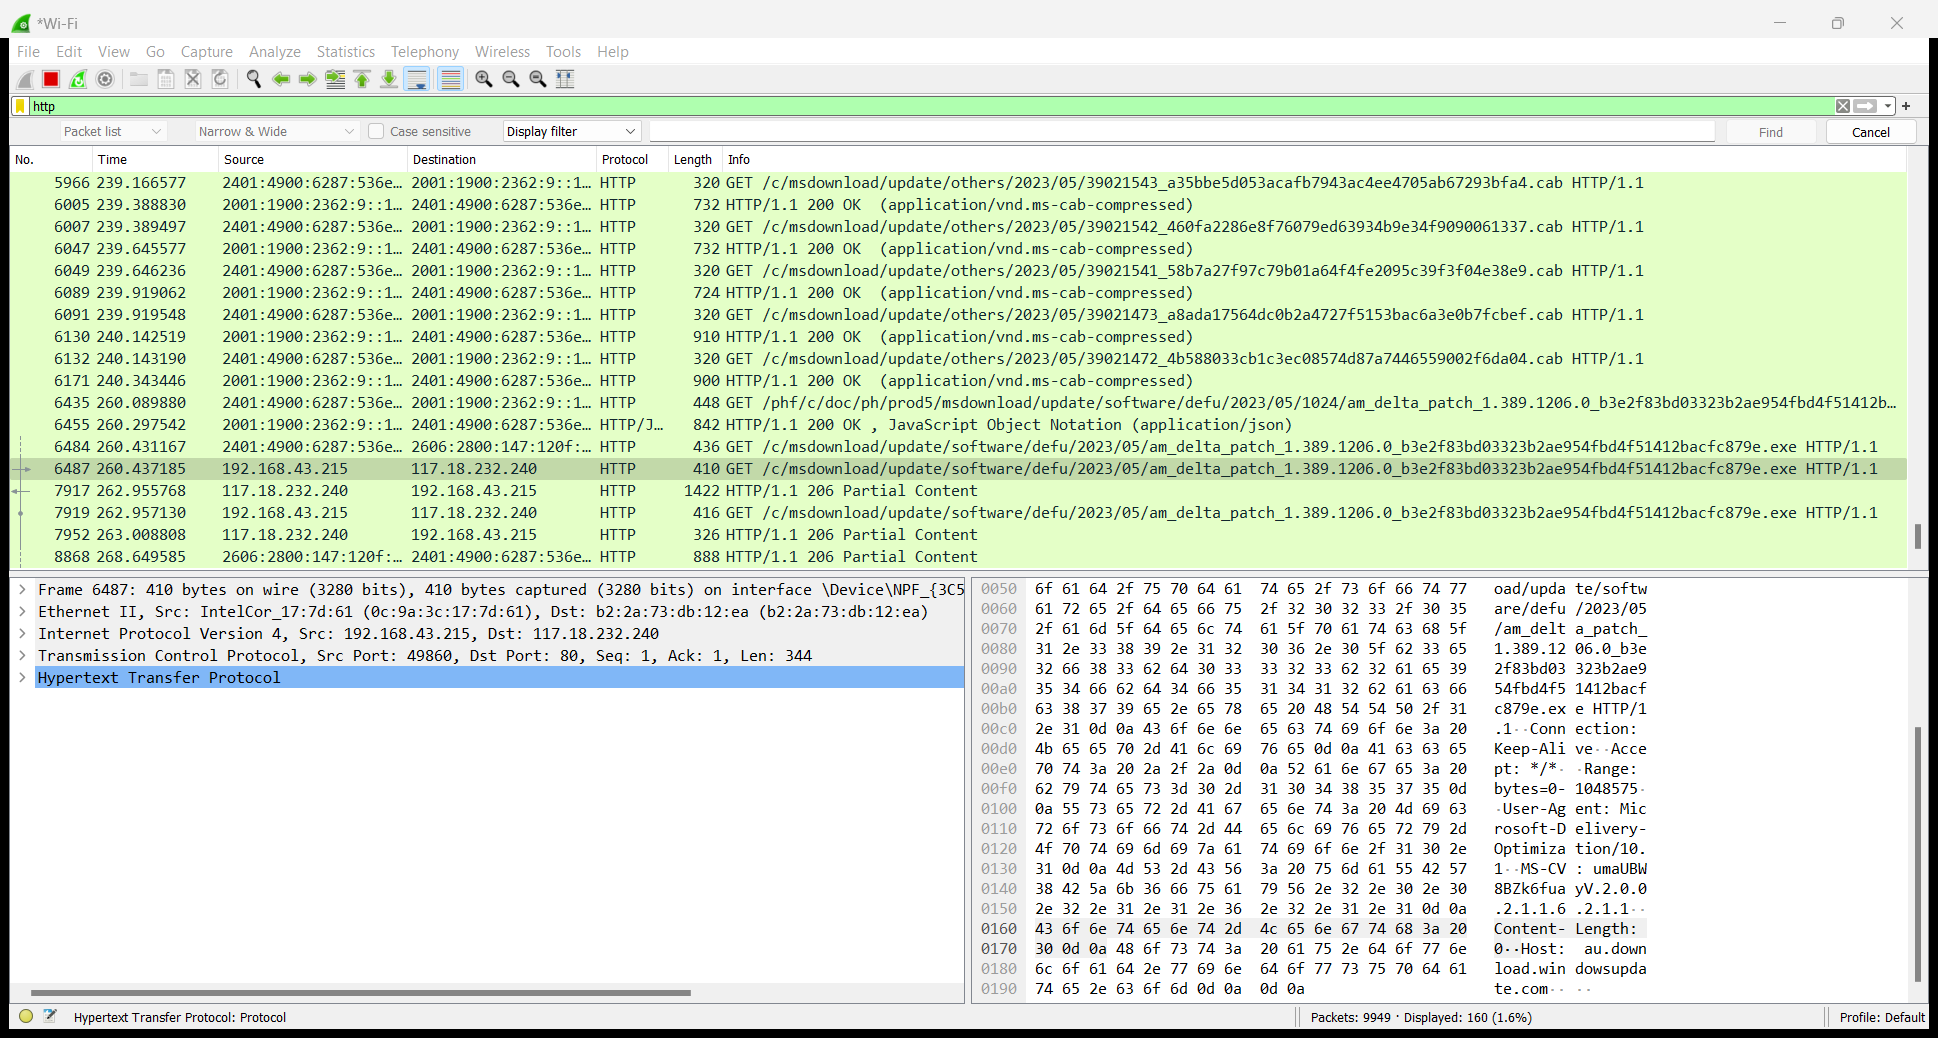 *Wi-Fi
File Edit View Go Capture Analyze Statistics Telephony Wireless Tools Help
http
Packet list Narrow & Wide Case sensitive Display filter Find Cancel
No. Time Source Destination Protocol Length Info
5966 239.166577 2401:4900:6287:536e… 2001:1900:2362:9::1… HTTP 320 GET /c/msdownload/update/others/2023/05/39021543_a35bbe5d053acafb7943ac4ee4705ab67293bfa4.cab HTTP/1.1
6005 239.388830 2001:1900:2362:9::1… 2401:4900:6287:536e… HTTP 732 HTTP/1.1 200 OK (application/vnd.ms-cab-compressed)
6007 239.389497 2401:4900:6287:536e… 2001:1900:2362:9::1… HTTP 320 GET /c/msdownload/update/others/2023/05/39021542_460fa2286e8f76079ed63934b9e34f9090061337.cab HTTP/1.1
6047 239.645577 2001:1900:2362:9::1… 2401:4900:6287:536e… HTTP 732 HTTP/1.1 200 OK (application/vnd.ms-cab-compressed)
6049 239.646236 2401:4900:6287:536e… 2001:1900:2362:9::1… HTTP 320 GET /c/msdownload/update/others/2023/05/39021541_58b7a27f97c79b01a64f4fe2095c39f3f04e38e9.cab HTTP/1.1
6089 239.919062 2001:1900:2362:9::1… 2401:4900:6287:536e… HTTP 724 HTTP/1.1 200 OK (application/vnd.ms-cab-compressed)
6091 239.919548 2401:4900:6287:536e… 2001:1900:2362:9::1… HTTP 320 GET /c/msdownload/update/others/2023/05/39021473_a8ada17564dc0b2a4727f5153bac6a3e0b7fcbef.cab HTTP/1.1
6130 240.142519 2001:1900:2362:9::1… 2401:4900:6287:536e… HTTP 910 HTTP/1.1 200 OK (application/vnd.ms-cab-compressed)
6132 240.143190 2401:4900:6287:536e… 2001:1900:2362:9::1… HTTP 320 GET /c/msdownload/update/others/2023/05/39021472_4b588033cb1c3ec08574d87a7446559002f6da04.cab HTTP/1.1
6171 240.343446 2001:1900:2362:9::1… 2401:4900:6287:536e… HTTP 900 HTTP/1.1 200 OK (application/vnd.ms-cab-compressed)
6435 260.089880 2401:4900:6287:536e… 2001:1900:2362:9::1… HTTP 448 GET /phf/c/doc/ph/prod5/msdownload/update/software/defu/2023/05/1024/am_delta_patch_1.389.1206.0_b3e2f83bd03323b2ae954fbd4f51412b…
6455 260.297542 2001:1900:2362:9::1… 2401:4900:6287:536e… HTTP/J… 842 HTTP/1.1 200 OK , JavaScript Object Notation (application/json)
6484 260.431167 2401:4900:6287:536e… 2606:2800:147:120f:… HTTP 436 GET /c/msdownload/update/software/defu/2023/05/am_delta_patch_1.389.1206.0_b3e2f83bd03323b2ae954fbd4f51412bacfc879e.exe HTTP/1.1
6487 260.437185 192.168.43.215 117.18.232.240 HTTP 410 GET /c/msdownload/update/software/defu/2023/05/am_delta_patch_1.389.1206.0_b3e2f83bd03323b2ae954fbd4f51412bacfc879e.exe HTTP/1.1
7917 262.955768 117.18.232.240 192.168.43.215 HTTP 1422 HTTP/1.1 206 Partial Content
7919 262.957130 192.168.43.215 117.18.232.240 HTTP 416 GET /c/msdownload/update/software/defu/2023/05/am_delta_patch_1.389.1206.0_b3e2f83bd03323b2ae954fbd4f51412bacfc879e.exe HTTP/1.1
7952 263.008808 117.18.232.240 192.168.43.215 HTTP 326 HTTP/1.1 206 Partial Content
8868 268.649585 2606:2800:147:120f:… 2401:4900:6287:536e… HTTP 888 HTTP/1.1 206 Partial Content
Frame 6487: 410 bytes on wire (3280 bits), 410 bytes captured (3280 bits) on interface \Device\NPF_{3C5
Ethernet II, Src: IntelCor_17:7d:61 (0c:9a:3c:17:7d:61), Dst: b2:2a:73:db:12:ea (b2:2a:73:db:12:ea)
Internet Protocol Version 4, Src: 192.168.43.215, Dst: 117.18.232.240
Transmission Control Protocol, Src Port: 49860, Dst Port: 80, Seq: 1, Ack: 1, Len: 344
Hypertext Transfer Protocol
0050 6f 61 64 2f 75 70 64 61 74 65 2f 73 6f 66 74 77 oad/upda te/softw
0060 61 72 65 2f 64 65 66 75 2f 32 30 32 33 2f 30 35 are/defu /2023/05
0070 2f 61 6d 5f 64 65 6c 74 61 5f 70 61 74 63 68 5f /am_delt a_patch_
0080 31 2e 33 38 39 2e 31 32 30 36 2e 30 5f 62 33 65 1.389.12 06.0_b3e
0090 32 66 38 33 62 64 30 33 33 32 33 62 32 61 65 39 2f83bd03 323b2ae9
00a0 35 34 66 62 64 34 66 35 31 34 31 32 62 61 63 66 54fbd4f5 1412bacf
00b0 63 38 37 39 65 2e 65 78 65 20 48 54 54 50 2f 31 c879e.ex e HTTP/1
00c0 2e 31 0d 0a 43 6f 6e 6e 65 63 74 69 6f 6e 3a 20 .1··Conn ection:
00d0 4b 65 65 70 2d 41 6c 69 76 65 0d 0a 41 63 63 65 Keep-Ali ve··Acce
00e0 70 74 3a 20 2a 2f 2a 0d 0a 52 61 6e 67 65 3a 20 pt: */*· ·Range:
00f0 62 79 74 65 73 3d 30 2d 31 30 34 38 35 37 35 0d bytes=0- 1048575·
0100 0a 55 73 65 72 2d 41 67 65 6e 74 3a 20 4d 69 63 ·User-Ag ent: Mic
0110 72 6f 73 6f 66 74 2d 44 65 6c 69 76 65 72 79 2d rosoft-D elivery-
0120 4f 70 74 69 6d 69 7a 61 74 69 6f 6e 2f 31 30 2e Optimiza tion/10.
0130 31 0d 0a 4d 53 2d 43 56 3a 20 75 6d 61 55 42 57 1··MS-CV : umaUBW
0140 38 42 5a 6b 36 66 75 61 79 56 2e 32 2e 30 2e 30 8BZk6fua yV.2.0.0
0150 2e 32 2e 31 2e 31 2e 36 2e 32 2e 31 2e 31 0d 0a .2.1.1.6 .2.1.1··
0160 43 6f 6e 74 65 6e 74 2d 4c 65 6e 67 74 68 3a 20 Content- Length:
0170 30 0d 0a 48 6f 73 74 3a 20 61 75 2e 64 6f 77 6e 0··Host: au.down
0180 6c 6f 61 64 2e 77 69 6e 64 6f 77 73 75 70 64 61 load.win dowsupda
0190 74 65 2e 63 6f 6d 0d 0a 0d 0a te.com·· ··
Hypertext Transfer Protocol: Protocol Packets: 9949 · Displayed: 160 (1.6%) Profile: Default